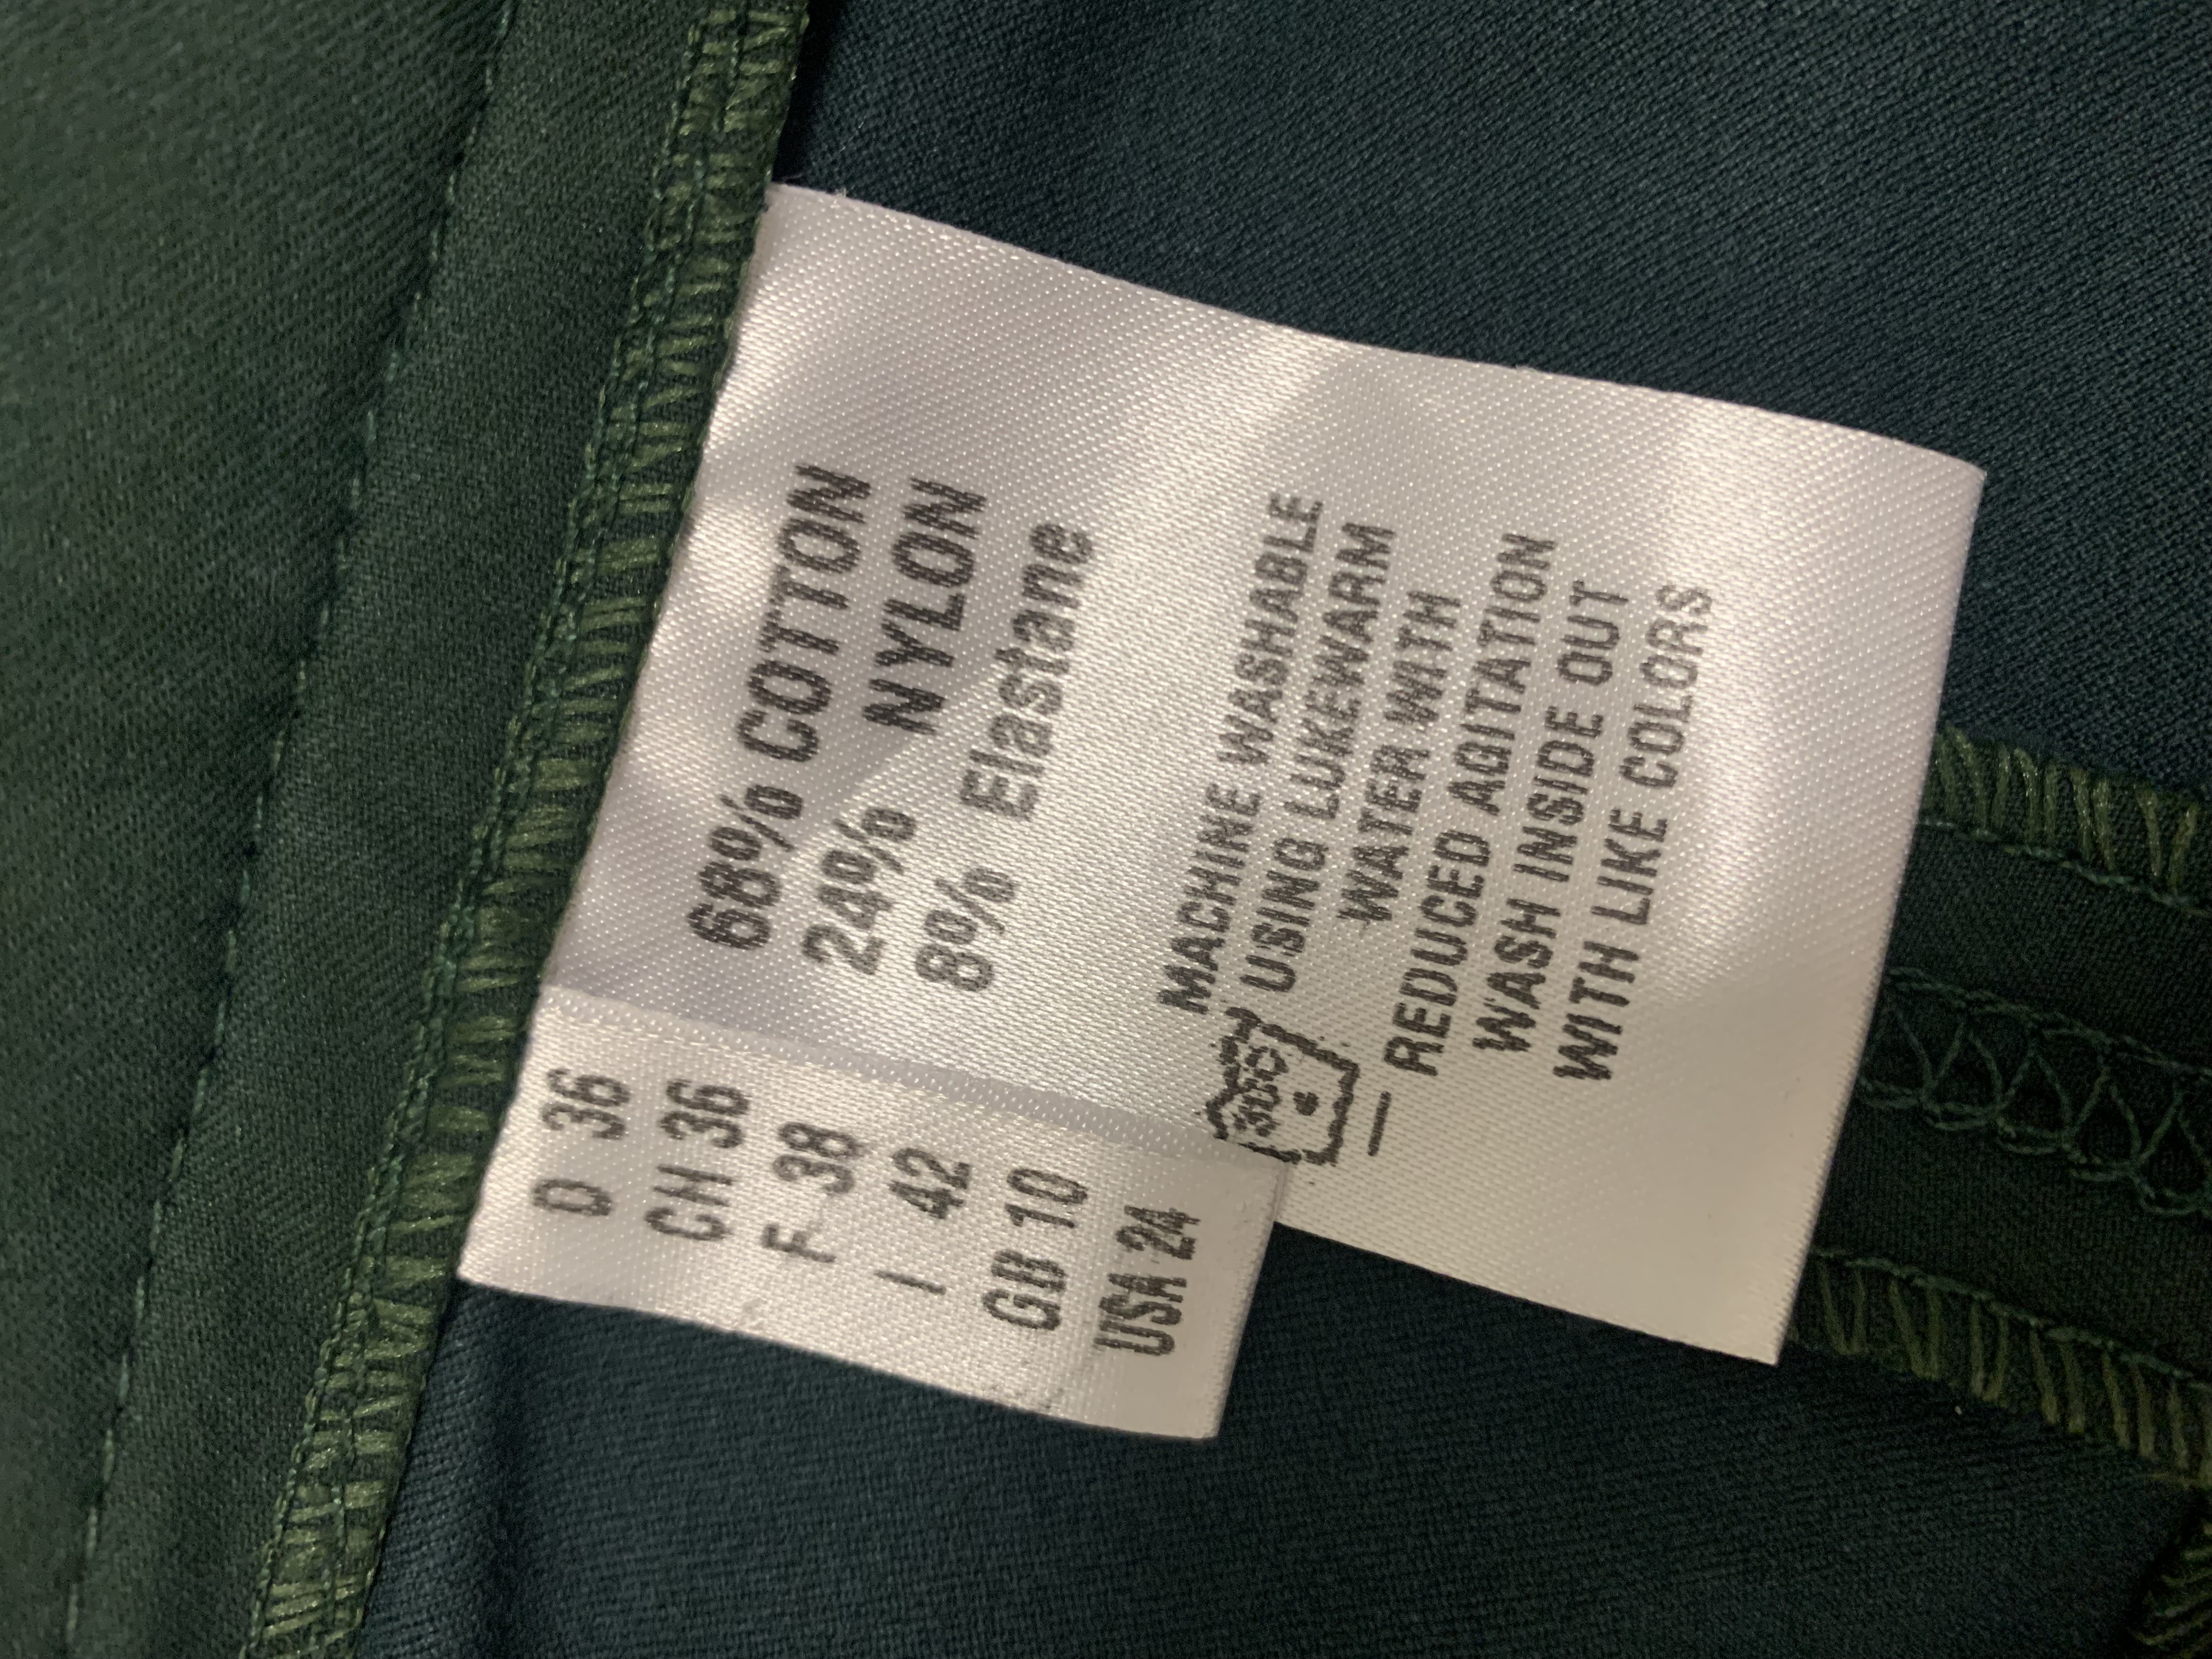 68% COTTON
24% NYLON
8% Elastane
MACHINE WASHABLE
USING LUKEWARM
WATER WITH
REDUCED AGITATION
WASH INSIDE OUT
WITH LIKE COLORS
30°C
D 36
CH 36
F 38
I 42
GB 10
USA 24